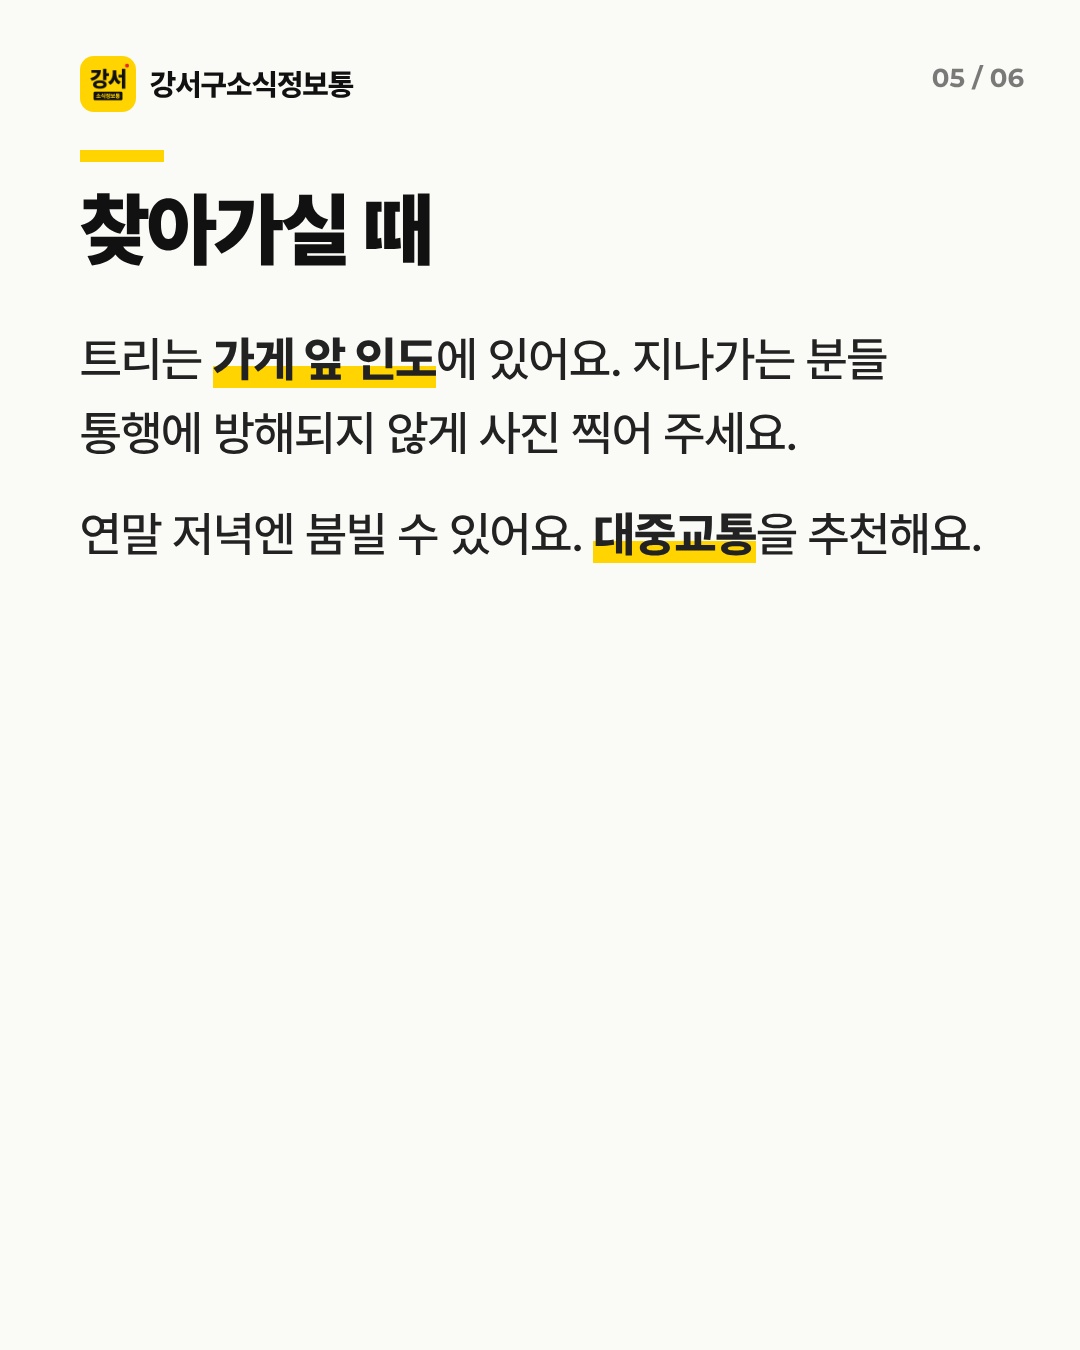 강서
소식정보통
강서구소식정보통
05 / 06
찾아가실 때
트리는 가게 앞 인도에 있어요. 지나가는 분들
통행에 방해되지 않게 사진 찍어 주세요.
연말 저녁엔 붐빌 수 있어요. 대중교통을 추천해요.